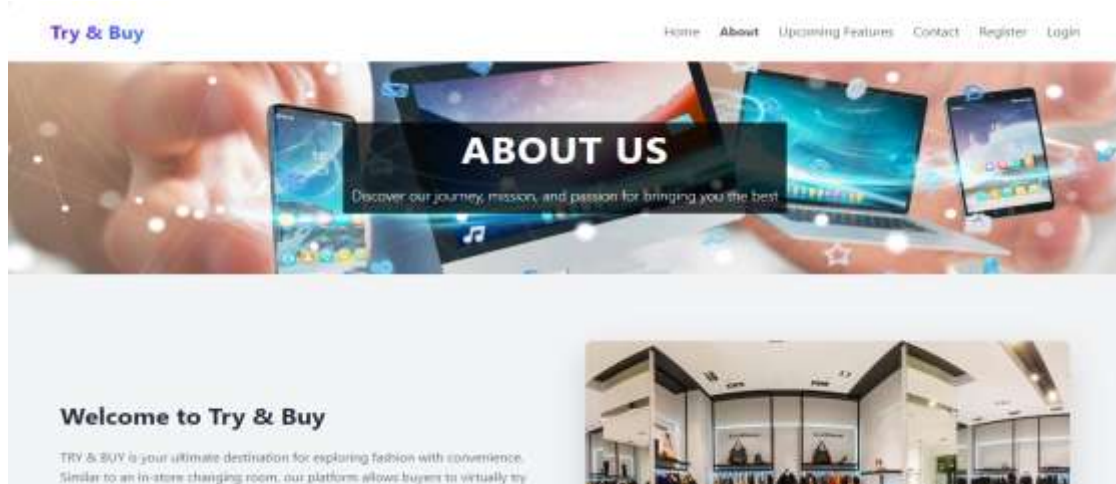 Try & Buy
Home About Upcoming Features Contact Register Login
ABOUT US
Discover our journey, mission, and passion for bringing you the best
Welcome to Try & Buy
TRY & BUY is your ultimate destination for exploring fashion with convenience.
Similar to an in-store changing room, our platform allows buyers to virtually try